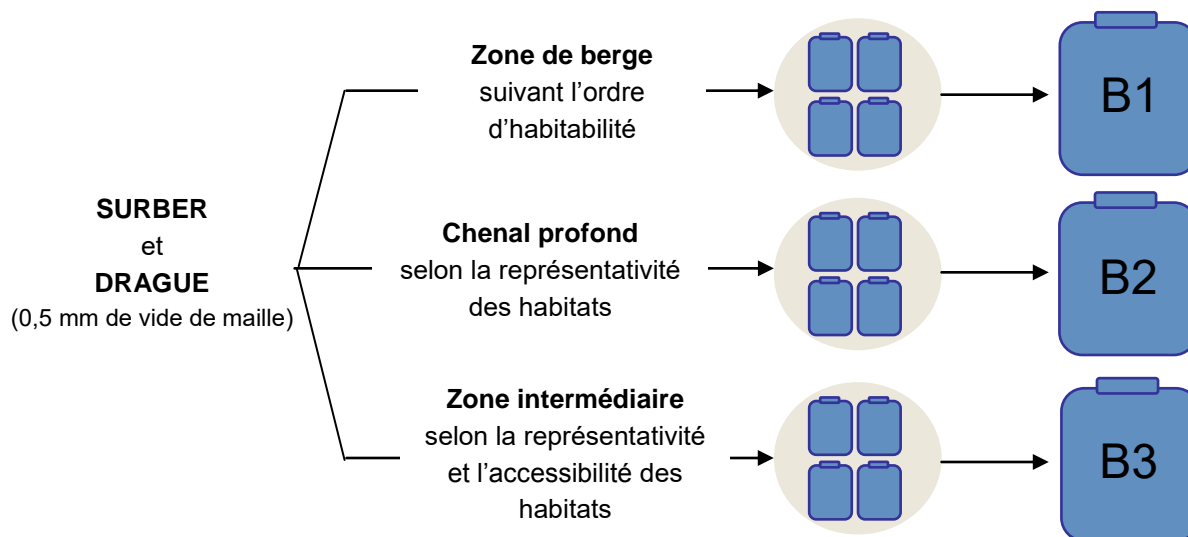 SURBER
et
DRAGUE
(0,5 mm de vide de maille)
Zone de berge
suivant l’ordre
d’habitabilité
B1
Chenal profond
selon la représentativité
des habitats
B2
Zone intermédiaire
selon la représentativité
et l’accessibilité des
habitats
B3